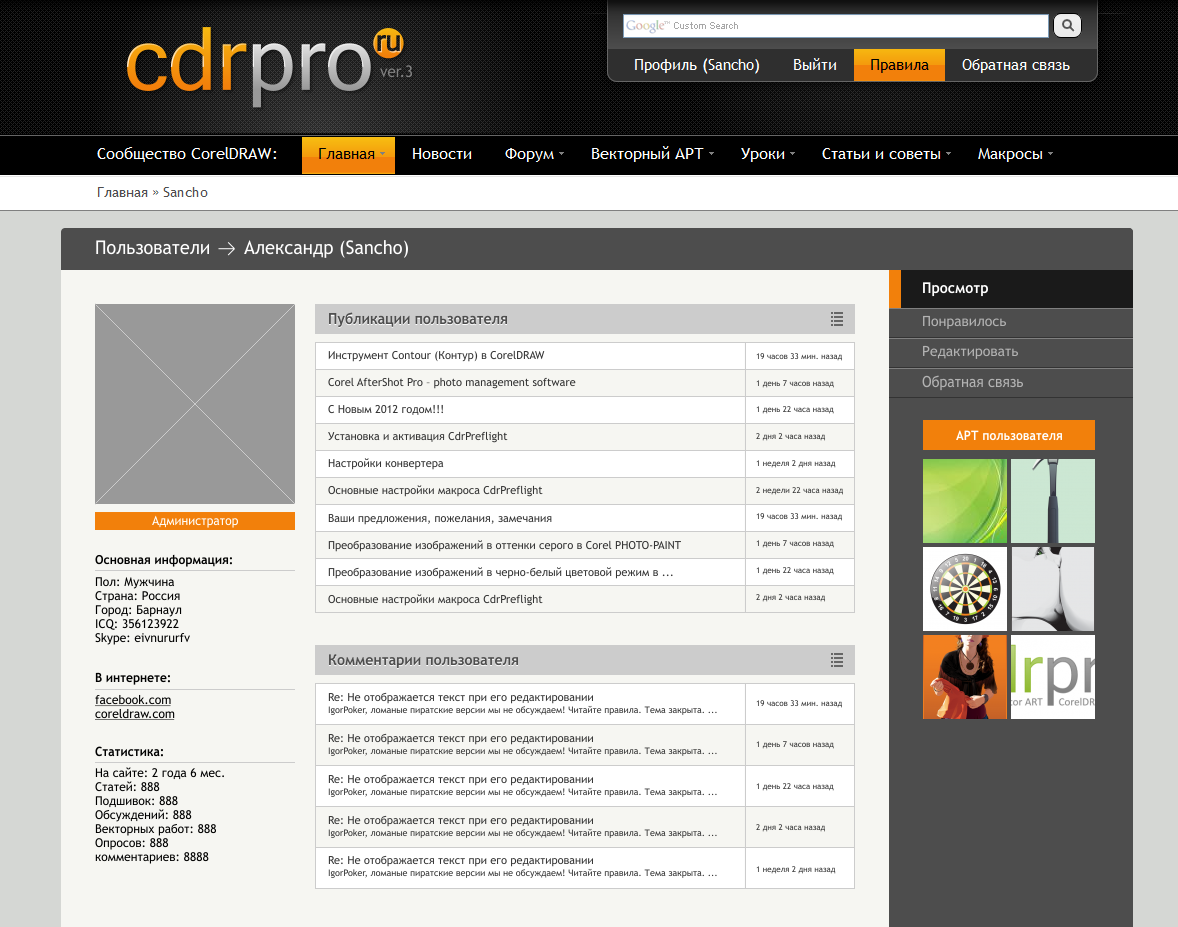 cdrpro ru
ver.3
Google™ Custom Search
Профиль (Sancho) Выйти Правила Обратная связь
Сообщество CorelDRAW: Главная Новости Форум Векторный АРТ Уроки Статьи и советы Макросы
Главная » Sancho
Пользователи → Александр (Sancho)
Администратор
Основная информация:
Пол: Мужчина
Страна: Россия
Город: Барнаул
ICQ: 356123922
Skype: eivnururfv
В интернете:
facebook.com
coreldraw.com
Статистика:
На сайте: 2 года 6 мес.
Статей: 888
Подшивок: 888
Обсуждений: 888
Векторных работ: 888
Опросов: 888
комментариев: 8888
Публикации пользователя
Инструмент Contour (Контур) в CorelDRAW 19 часов 33 мин. назад
Corel AfterShot Pro - photo management software 1 день 7 часов назад
С Новым 2012 годом!!! 1 день 22 часа назад
Установка и активация CdrPreflight 2 дня 2 часа назад
Настройки конвертера 1 неделя 2 дня назад
Основные настройки макроса CdrPreflight 2 недели 22 часа назад
Ваши предложения, пожелания, замечания 19 часов 33 мин. назад
Преобразование изображений в оттенки серого в Corel PHOTO-PAINT 1 день 7 часов назад
Преобразование изображений в черно-белый цветовой режим в ... 1 день 22 часа назад
Основные настройки макроса CdrPreflight 2 дня 2 часа назад
Комментарии пользователя
Re: Не отображается текст при его редактировании
IgorPoker, ломаные пиратские версии мы не обсуждаем! Читайте правила. Тема закрыта. ... 19 часов 33 мин. назад
Re: Не отображается текст при его редактировании
IgorPoker, ломаные пиратские версии мы не обсуждаем! Читайте правила. Тема закрыта. ... 1 день 7 часов назад
Re: Не отображается текст при его редактировании
IgorPoker, ломаные пиратские версии мы не обсуждаем! Читайте правила. Тема закрыта. ... 1 день 22 часа назад
Re: Не отображается текст при его редактировании
IgorPoker, ломаные пиратские версии мы не обсуждаем! Читайте правила. Тема закрыта. ... 2 дня 2 часа назад
Re: Не отображается текст при его редактировании
IgorPoker, ломаные пиратские версии мы не обсуждаем! Читайте правила. Тема закрыта. ... 1 неделя 2 дня назад
Просмотр
Понравилось
Редактировать
Обратная связь
АРТ пользователя
drpr
tor ART CorelDR